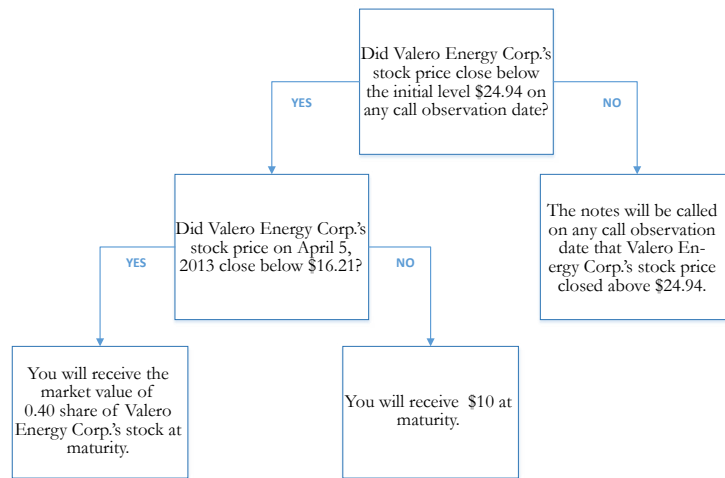 Did Valero Energy Corp.'s
stock price close below
the initial level $24.94 on
any call observation date?
YES
NO
Did Valero Energy Corp.'s
stock price on April 5,
2013 close below $16.21?
The notes will be called
on any call observation
date that Valero En-
ergy Corp.'s stock price
closed above $24.94.
YES
NO
You will receive the
market value of
0.40 share of Valero
Energy Corp.'s stock at
maturity.
You will receive $10 at
maturity.